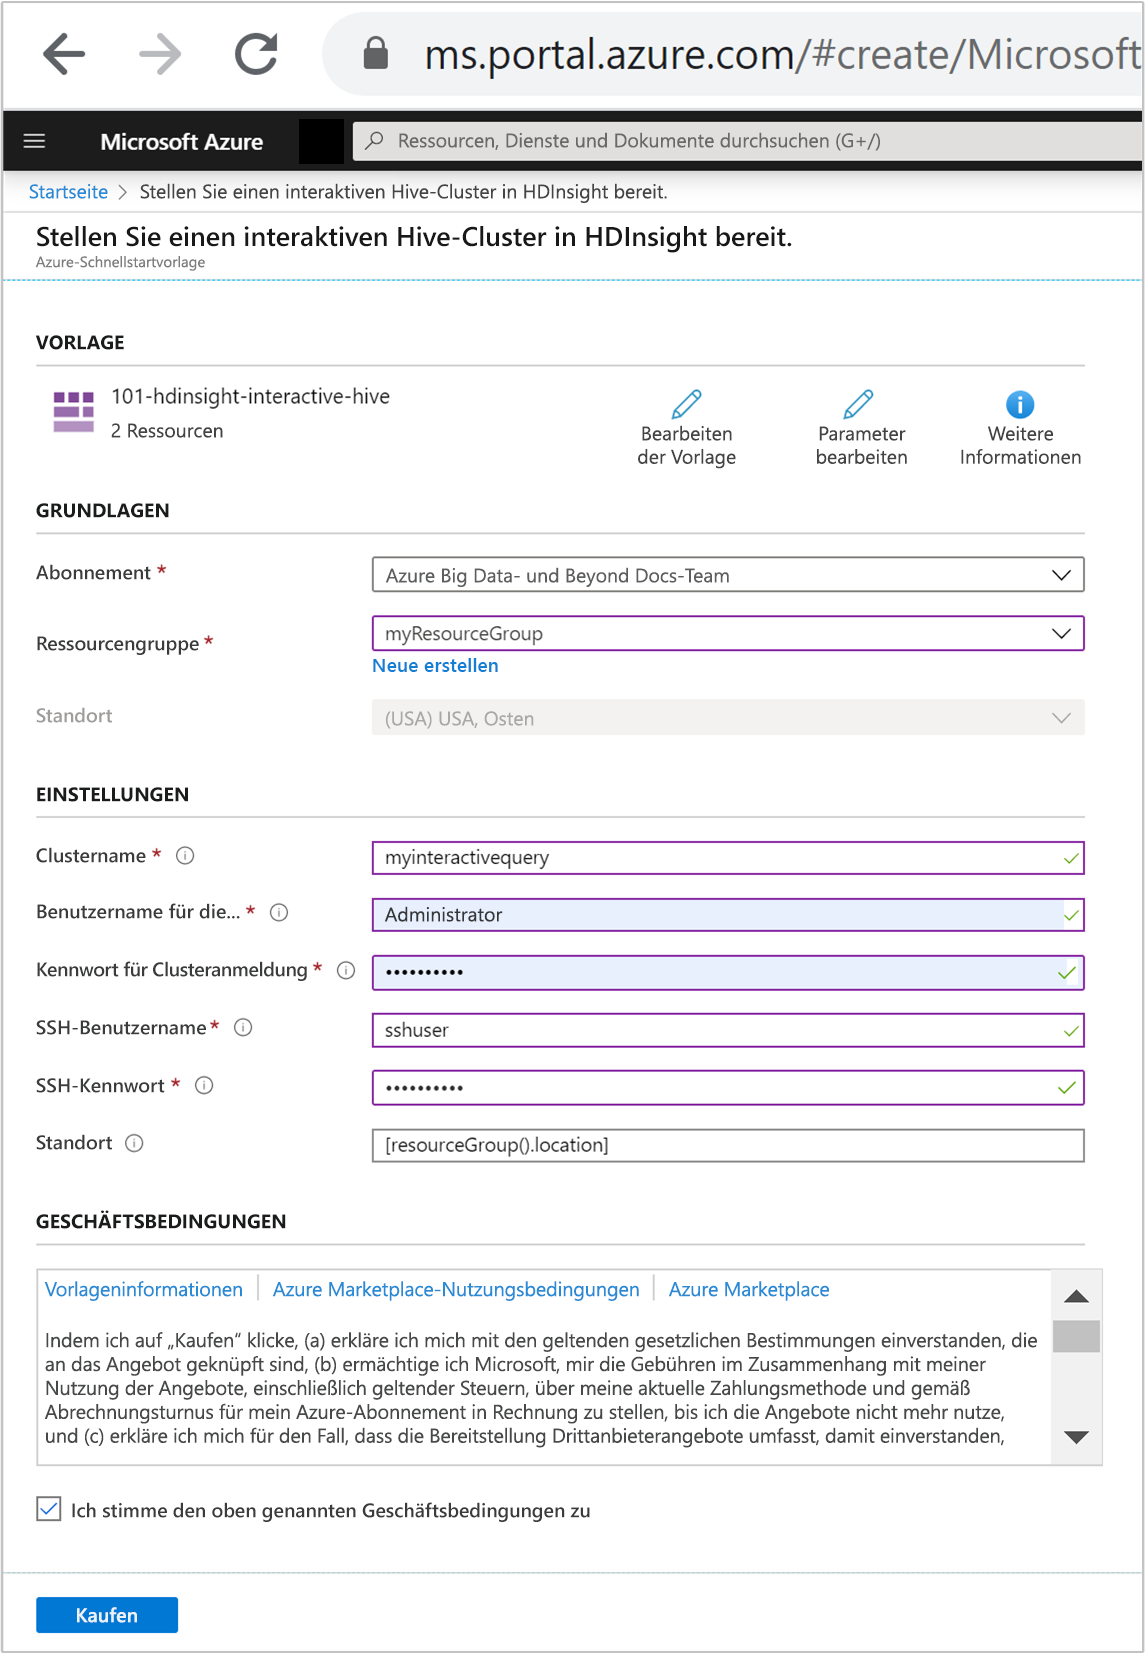 ms.portal.azure.com/#create/Microsoft
Microsoft Azure
Ressourcen, Dienste und Dokumente durchsuchen (G+/)
Startseite > Stellen Sie einen interaktiven Hive-Cluster in HDInsight bereit.
Stellen Sie einen interaktiven Hive-Cluster in HDInsight bereit.
Azure-Schnellstartvorlage
VORLAGE
101-hdinsight-interactive-hive
2 Ressourcen
Bearbeiten
der Vorlage
Parameter
bearbeiten
Weitere
Informationen
GRUNDLAGEN
Abonnement *
Azure Big Data- und Beyond Docs-Team
Ressourcengruppe *
myResourceGroup
Neue erstellen
Standort
(USA) USA, Osten
EINSTELLUNGEN
Clustername *
myinteractivequery
Benutzername für die... *
Administrator
Kennwort für Clusteranmeldung *
••••••••••
SSH-Benutzername *
sshuser
SSH-Kennwort *
••••••••••
Standort
[resourceGroup().location]
GESCHÄFTSBEDINGUNGEN
Vorlageninformationen | Azure Marketplace-Nutzungsbedingungen | Azure Marketplace
Indem ich auf „Kaufen“ klicke, (a) erkläre ich mich mit den geltenden gesetzlichen Bestimmungen einverstanden, die
an das Angebot geknüpft sind, (b) ermächtige ich Microsoft, mir die Gebühren im Zusammenhang mit meiner
Nutzung der Angebote, einschließlich geltender Steuern, über meine aktuelle Zahlungsmethode und gemäß
Abrechnungsturnus für mein Azure-Abonnement in Rechnung zu stellen, bis ich die Angebote nicht mehr nutze,
und (c) erkläre ich mich für den Fall, dass die Bereitstellung Drittanbieterangebote umfasst, damit einverstanden,
Ich stimme den oben genannten Geschäftsbedingungen zu
Kaufen